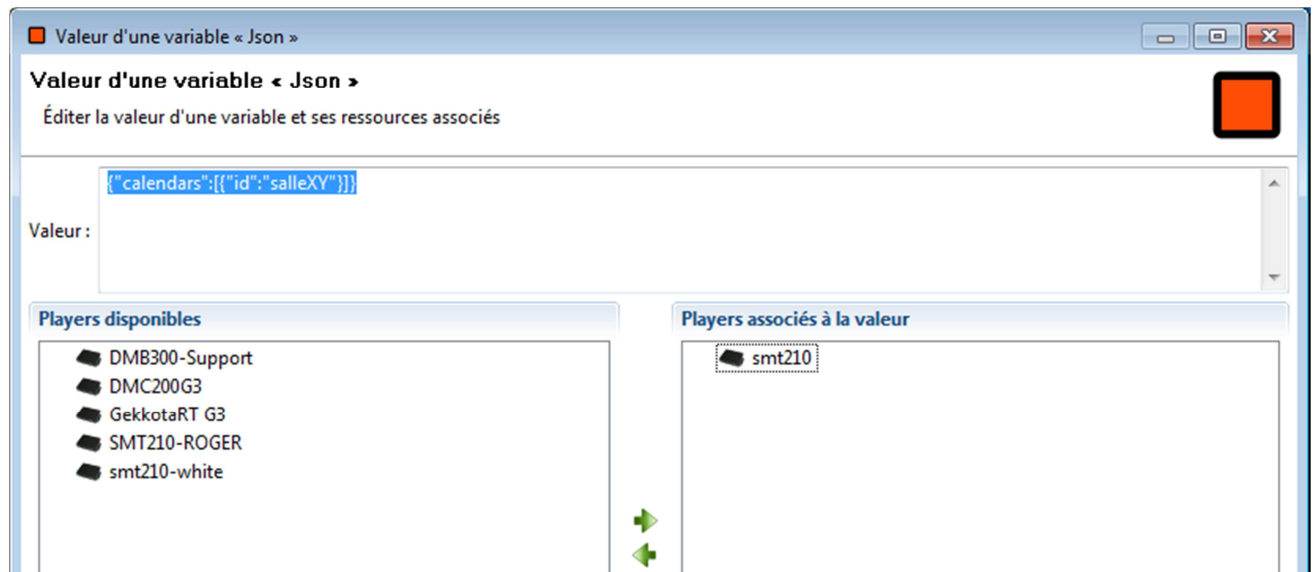 Valeur d'une variable « Json »
Valeur d'une variable « Json »
Éditer la valeur d'une variable et ses ressources associés
{"calendars":[{"id":"salleXY"}]}
Valeur :
Players disponibles
DMB300-Support
DMC200G3
GekkotaRT G3
SMT210-ROGER
smt210-white
Players associés à la valeur
smt210